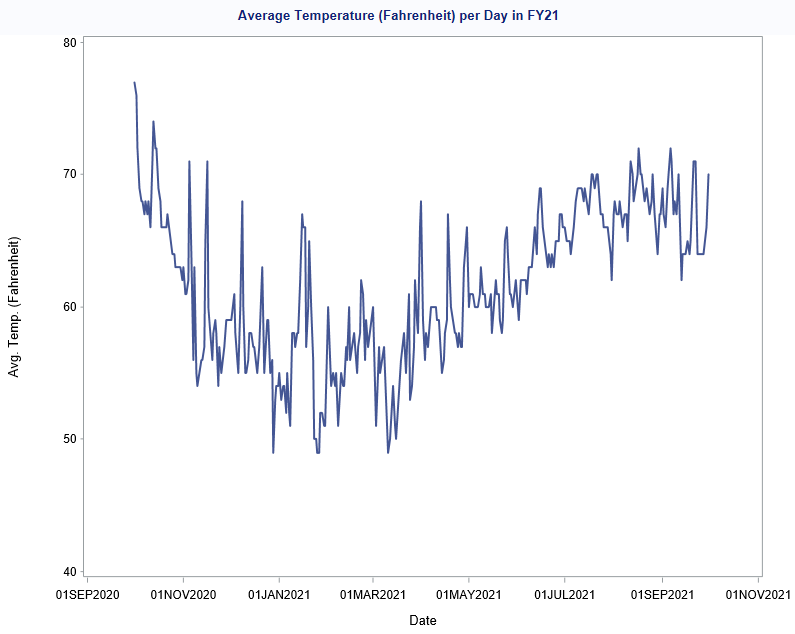 Average Temperature (Fahrenheit) per Day in FY21
80
70
60
50
40
Avg. Temp. (Fahrenheit)
01SEP2020 01NOV2020 01JAN2021 01MAR2021 01MAY2021 01JUL2021 01SEP2021 01NOV2021
Date